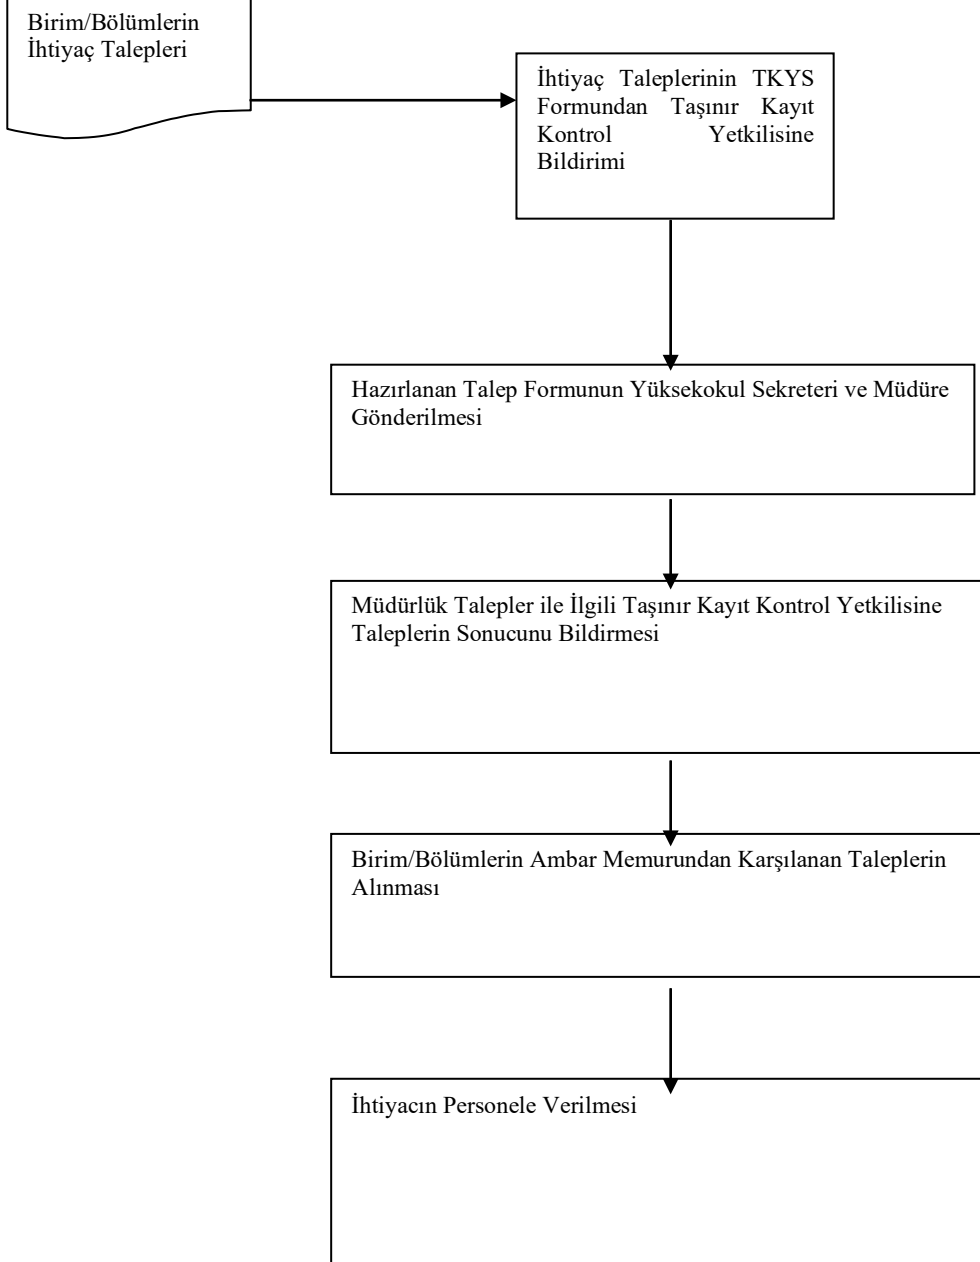 Birim/Bölümlerin
İhtiyaç Talepleri
İhtiyaç Taleplerinin TKYS
Formundan Taşınır Kayıt
Kontrol Yetkilisine
Bildirimi
Hazırlanan Talep Formunun Yüksekokul Sekreteri ve Müdüre
Gönderilmesi
Müdürlük Talepler ile İlgili Taşınır Kayıt Kontrol Yetkilisine
Taleplerin Sonucunu Bildirmesi
Birim/Bölümlerin Ambar Memurundan Karşılanan Taleplerin
Alınması
İhtiyacın Personele Verilmesi